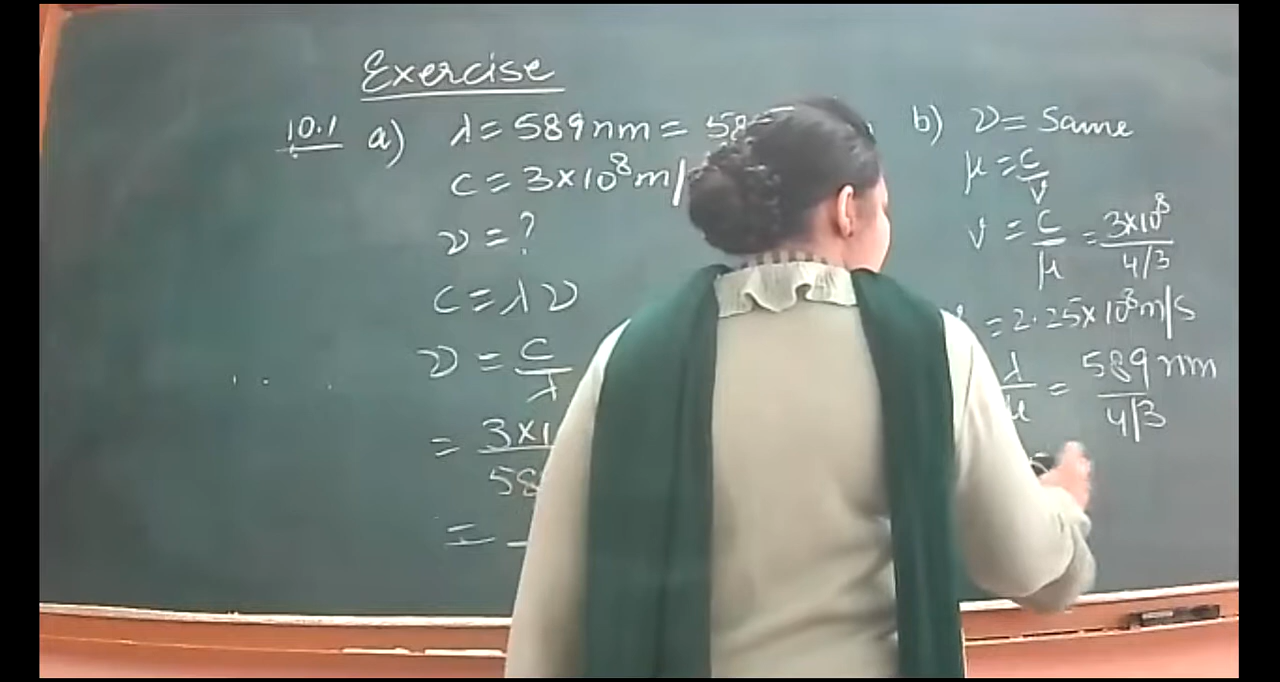 Exercise
10.1 a) λ = 589 nm = 58
c = 3×10⁸ m/
ν = ?
c = λν
ν = c/λ
= 3×1
58
=
b) ν = Same
μ = c/v
v = c/μ = 3×10⁸/4/3
= 2.25×10⁸ m/s
λ/μ = 589 nm/4/3